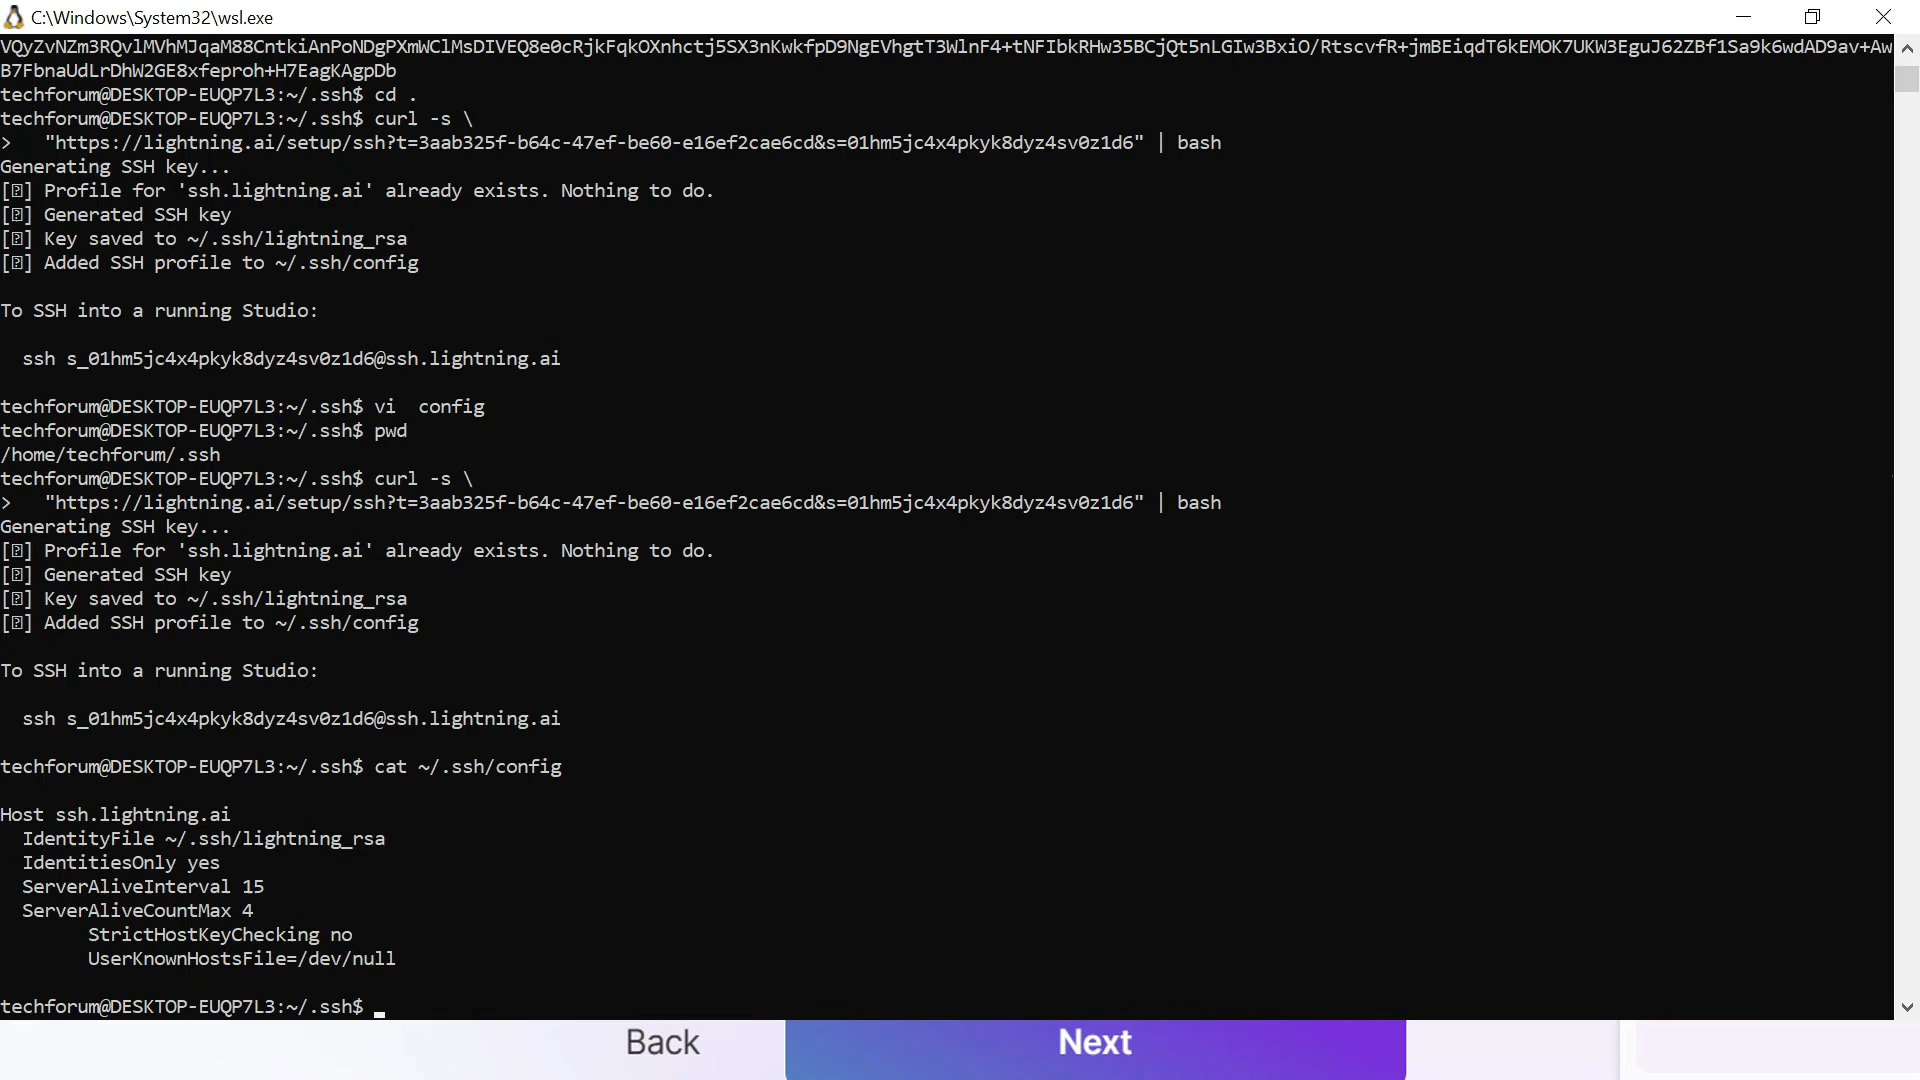 C:\Windows\System32\wsl.exe
VQyZvNZm3RQvlMVhMJqaM88CntkiAnPoNDgPXmWClMsDIVEQ8e0cRjkFqkOXnhctj5SX3nKwkfpD9NgEVhgtT3WlnF4+tNFIbkRHw35BCjQt5nLGIw3BxiO/RtscvfR+jmBEiqdT6kEMOK7UKW3EguJ62ZBf1Sa9k6wdAD9av+Aw
B7FbnaUdLrDhW2GE8xfeproh+H7EagKAgpDb
techforum@DESKTOP-EUQP7L3:~/.ssh$ cd .
techforum@DESKTOP-EUQP7L3:~/.ssh$ curl -s \
>   "https://lightning.ai/setup/ssh?t=3aab325f-b64c-47ef-be60-e16ef2cae6cd&s=01hm5jc4x4pkyk8dyz4sv0z1d6" | bash
Generating SSH key...
[?] Profile for 'ssh.lightning.ai' already exists. Nothing to do.
[?] Generated SSH key
[?] Key saved to ~/.ssh/lightning_rsa
[?] Added SSH profile to ~/.ssh/config
To SSH into a running Studio:
ssh s_01hm5jc4x4pkyk8dyz4sv0z1d6@ssh.lightning.ai
techforum@DESKTOP-EUQP7L3:~/.ssh$ vi  config
techforum@DESKTOP-EUQP7L3:~/.ssh$ pwd
/home/techforum/.ssh
techforum@DESKTOP-EUQP7L3:~/.ssh$ curl -s \
>   "https://lightning.ai/setup/ssh?t=3aab325f-b64c-47ef-be60-e16ef2cae6cd&s=01hm5jc4x4pkyk8dyz4sv0z1d6" | bash
Generating SSH key...
[?] Profile for 'ssh.lightning.ai' already exists. Nothing to do.
[?] Generated SSH key
[?] Key saved to ~/.ssh/lightning_rsa
[?] Added SSH profile to ~/.ssh/config
To SSH into a running Studio:
ssh s_01hm5jc4x4pkyk8dyz4sv0z1d6@ssh.lightning.ai
techforum@DESKTOP-EUQP7L3:~/.ssh$ cat ~/.ssh/config
Host ssh.lightning.ai
IdentityFile ~/.ssh/lightning_rsa
IdentitiesOnly yes
ServerAliveInterval 15
ServerAliveCountMax 4
StrictHostKeyChecking no
UserKnownHostsFile=/dev/null
techforum@DESKTOP-EUQP7L3:~/.ssh$
Back
Next